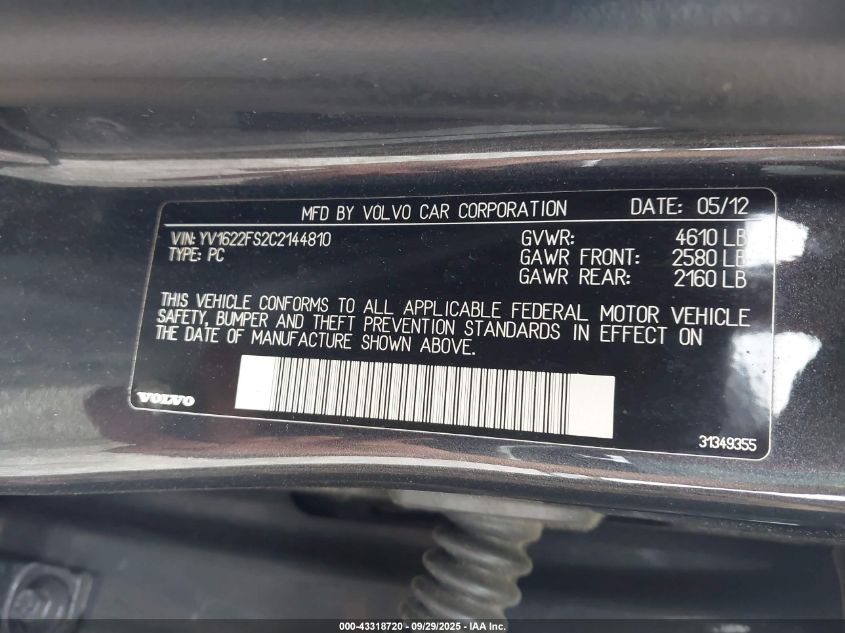 MFD BY VOLVO CAR CORPORATION DATE: 05/12
VIN: YV1622FS2C2144810 GVWR: 4610 LB
TYPE: PC GAWR FRONT: 2580 LB
GAWR REAR: 2160 LB
THIS VEHICLE CONFORMS TO ALL APPLICABLE FEDERAL MOTOR VEHICLE
SAFETY, BUMPER AND THEFT PREVENTION STANDARDS IN EFFECT ON
THE DATE OF MANUFACTURE SHOWN ABOVE.
VOLVO
31349355
000-43318720 - 09/29/2025 - IAA Inc.